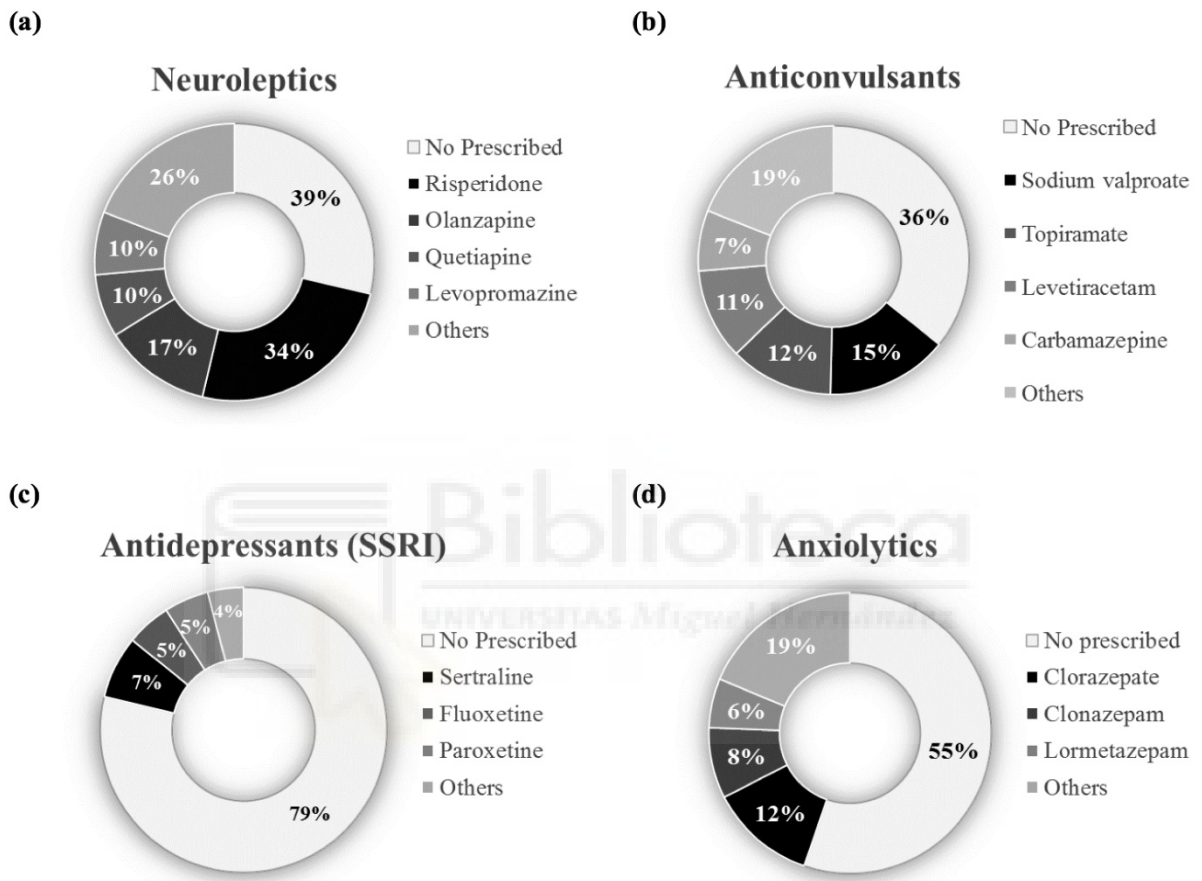 (a)
Neuroleptics
26%
39%
10%
10%
17%
34%
No Prescribed
Risperidone
Olanzapine
Quetiapine
Levopromazine
Others
(b)
Anticonvulsants
19%
36%
7%
11%
12%
15%
No Prescribed
Sodium valproate
Topiramate
Levetiracetam
Carbamazepine
Others
(c)
Antidepressants (SSRI)
4%
5%
5%
7%
79%
No Prescribed
Sertraline
Fluoxetine
Paroxetine
Others
(d)
Anxiolytics
19%
6%
8%
12%
55%
No prescribed
Clorazepate
Clonazepam
Lormetazepam
Others
Biblioteca
UNIVERSITAS Miguel Hernández